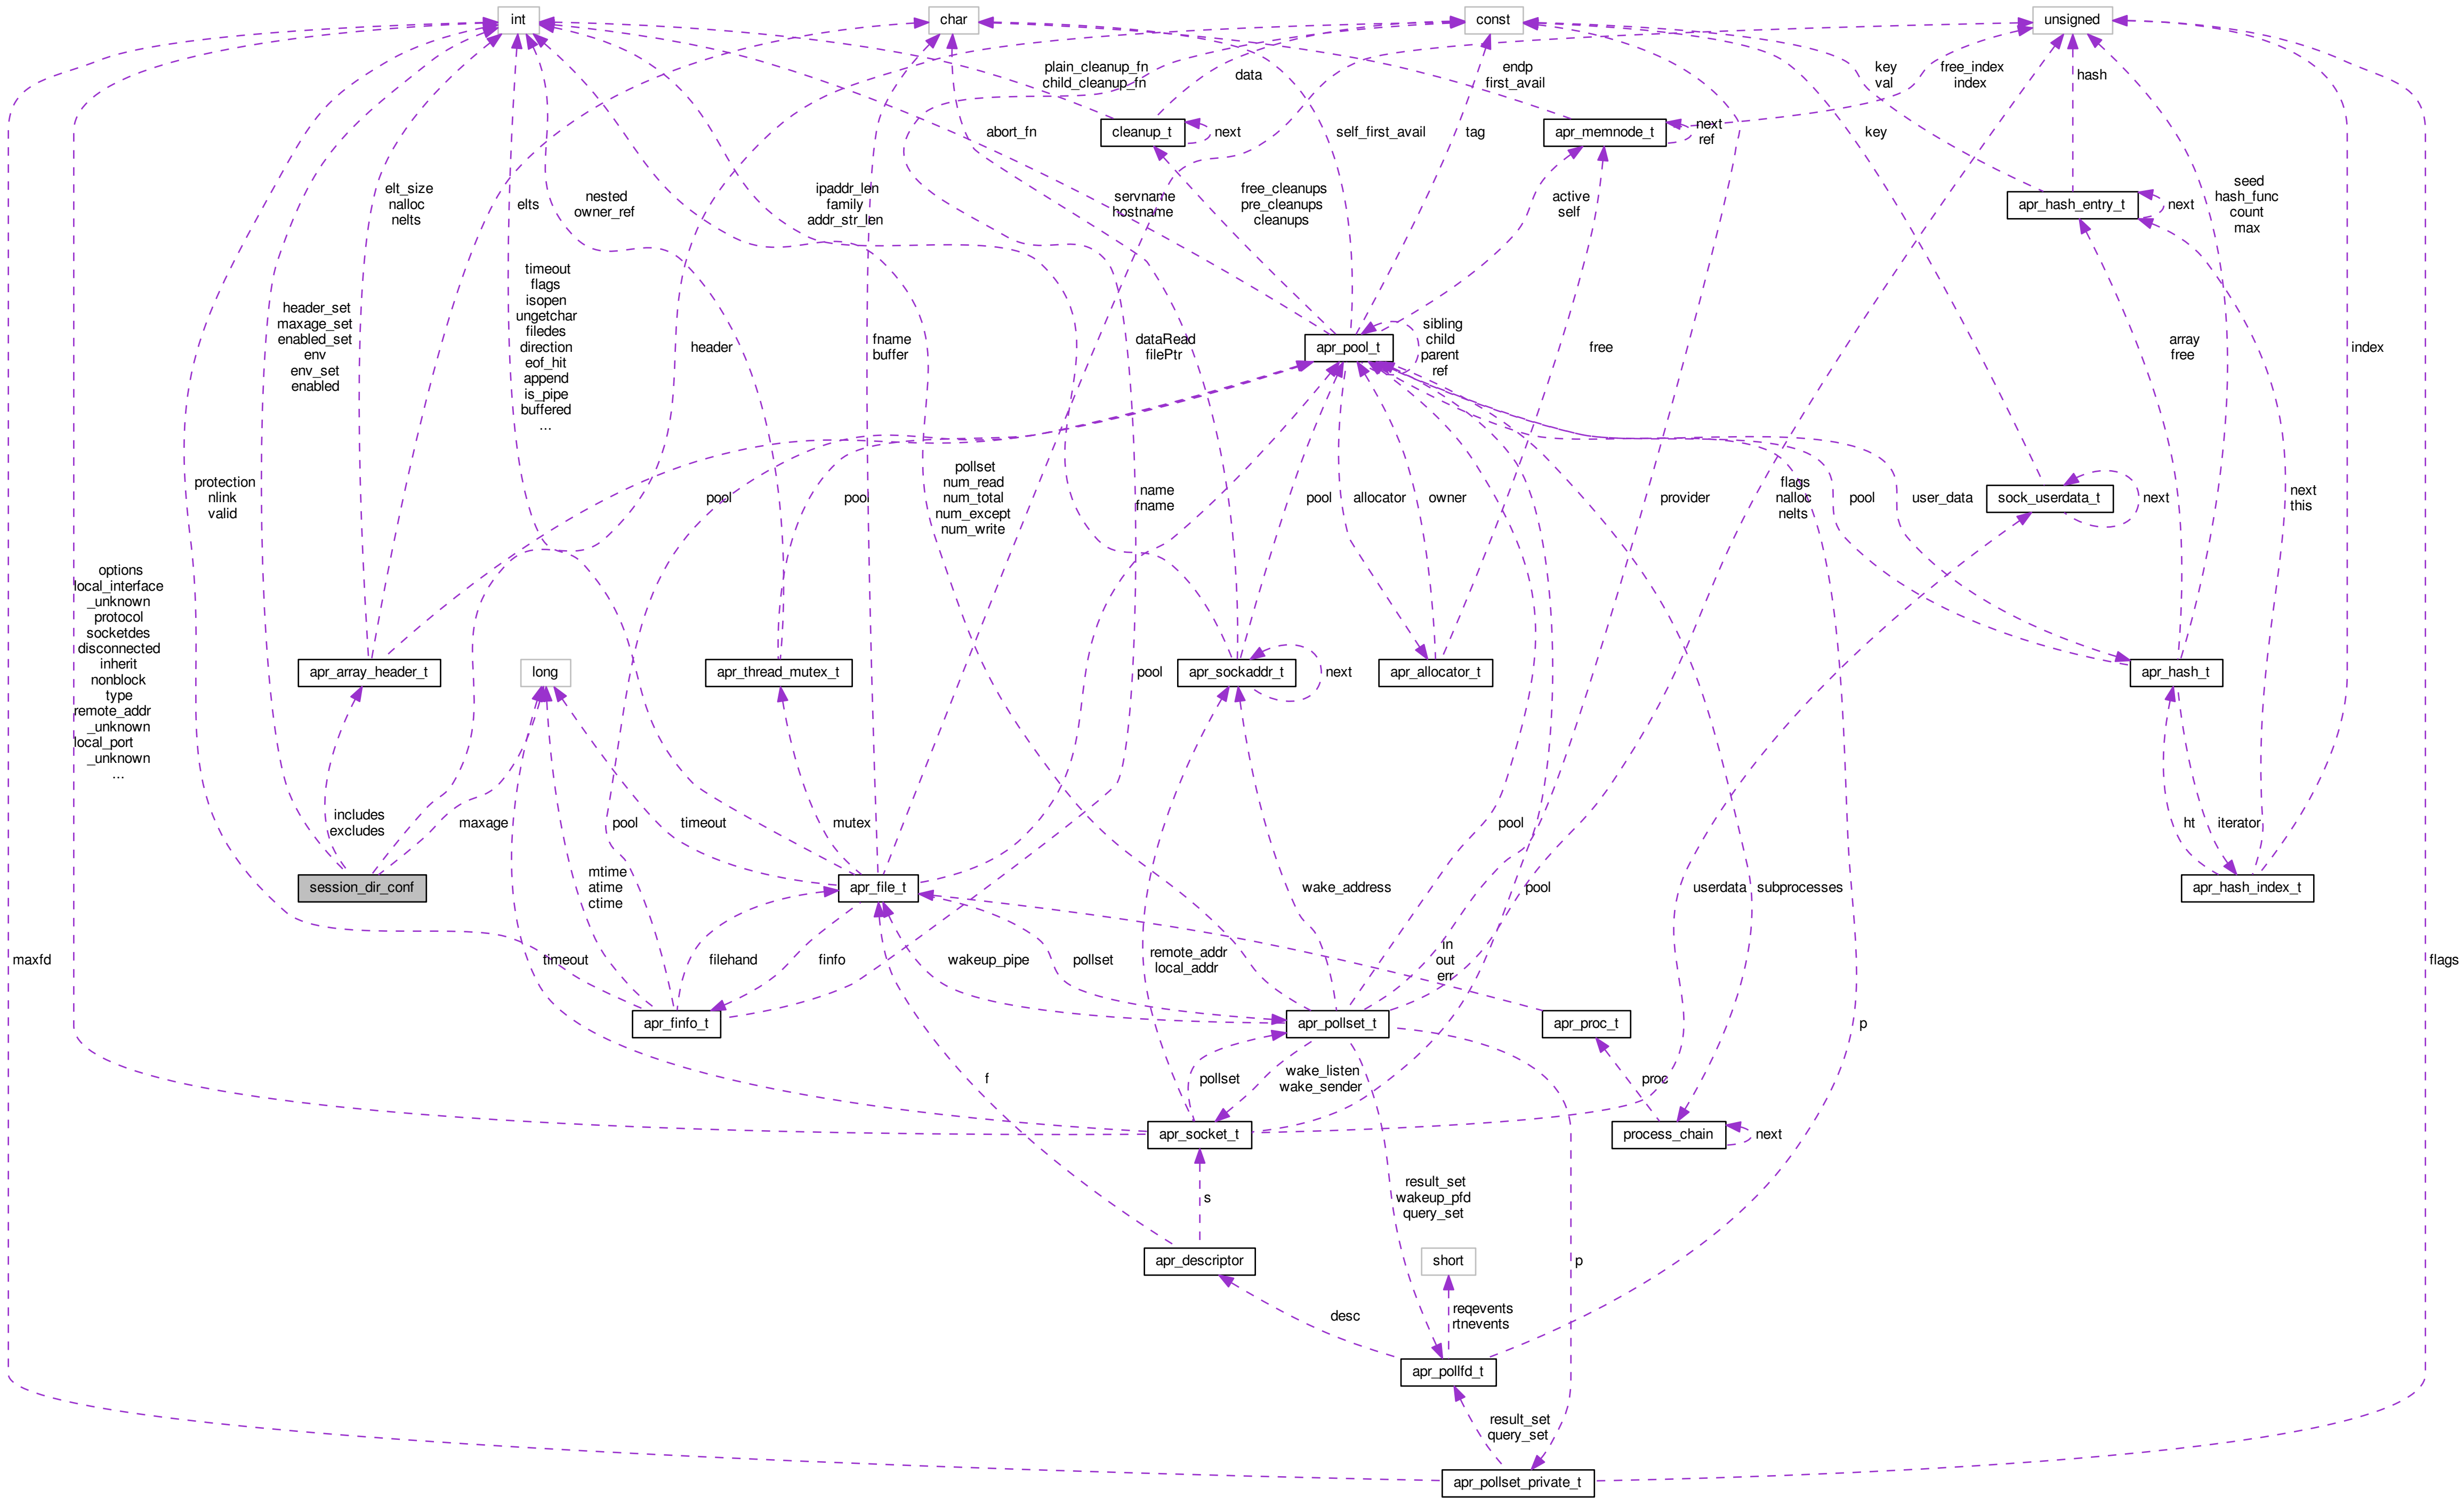 int
char
const
unsigned
plain_cleanup_fn
child_cleanup_fn
data
endp
first_avail
key
val
free_index
index
hash
abort_fn
cleanup_t
next
self_first_avail
tag
apr_memnode_t
next
ref
key
elt_size
nalloc
nelts
elts
nested
owner_ref
ipaddr_len
family
addr_str_len
servname
hostname
free_cleanups
pre_cleanups
cleanups
active
self
apr_hash_entry_t
next
seed
hash_func
count
max
timeout
flags
isopen
ungetchar
filedes
direction
eof_hit
append
is_pipe
buffered
...
header_set
maxage_set
enabled_set
env
env_set
enabled
header
fname
buffer
dataRead
filePtr
apr_pool_t
sibling
child
parent
ref
free
array
free
index
protection
nlink
valid
pool
pool
pollset
num_read
num_total
num_except
num_write
name
fname
pool
allocator
owner
provider
flags
nalloc
nelts
pool
user_data
sock_userdata_t
next
next
this
options
local_interface
_unknown
protocol
socketdes
disconnected
inherit
nonblock
type
remote_addr
_unknown
local_port
_unknown
...
apr_array_header_t
long
apr_thread_mutex_t
pool
apr_sockaddr_t
next
apr_allocator_t
apr_hash_t
includes
excludes
maxage
pool
timeout
mutex
pool
ht
iterator
session_dir_conf
mtime
atime
ctime
apr_file_t
wake_address
pool
userdata
subprocesses
apr_hash_index_t
maxfd
timeout
filehand
finfo
wakeup_pipe
pollset
remote_addr
local_addr
in
out
err
flags
apr_finfo_t
apr_pollset_t
apr_proc_t
p
f
pollset
wake_listen
wake_sender
proc
apr_socket_t
process_chain
next
s
result_set
wakeup_pfd
query_set
apr_descriptor
short
p
desc
reqevents
rtnevents
apr_pollfd_t
result_set
query_set
apr_pollset_private_t